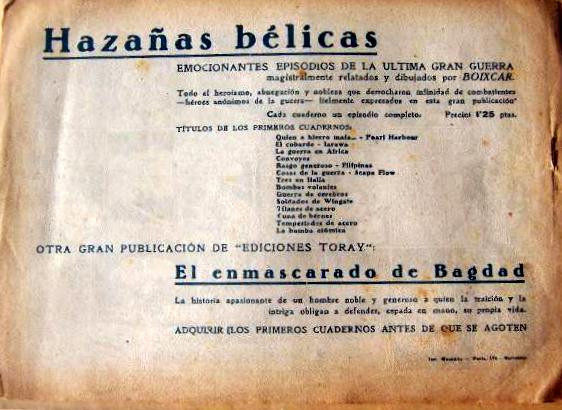 Hazañas bélicas
EMOCIONANTES EPISODIOS DE LA ULTIMA GRAN GUERRA
magistralmente relatados y dibujados por BOIXCAR.
Todo el heroísmo, abnegación y nobleza que derrocharon infinidad de combatientes
—héroes anónimos de la guerra— fielmente expresados en esta gran publicación
Cada cuaderno un episodio completo. Precio: 1'25 ptas.
TÍTULOS DE LOS PRIMEROS CUADERNOS:
Quien a hierro mata... - Pearl Harbour
El cobarde - Tarawa
La guerra en Africa
Convoyes
Rasgo generoso - Filipinas
Cosas de la guerra - Scapa Flow
Tres en Italia
Bombas volantes
Guerra de cerebros
Soldados de Wingate
Titanes de acero
Cuna de héroes
Tempestades de acero
La bomba atómica
OTRA GRAN PUBLICACIÓN DE "EDICIONES TORAY":
El enmascarado de Bagdad
La historia apasionante de un hombre noble y generoso a quien la traición y la
intriga obligan a defender, espada en mano, su propia vida.
ADQUIRIR LOS PRIMEROS CUADERNOS ANTES DE QUE SE AGOTEN